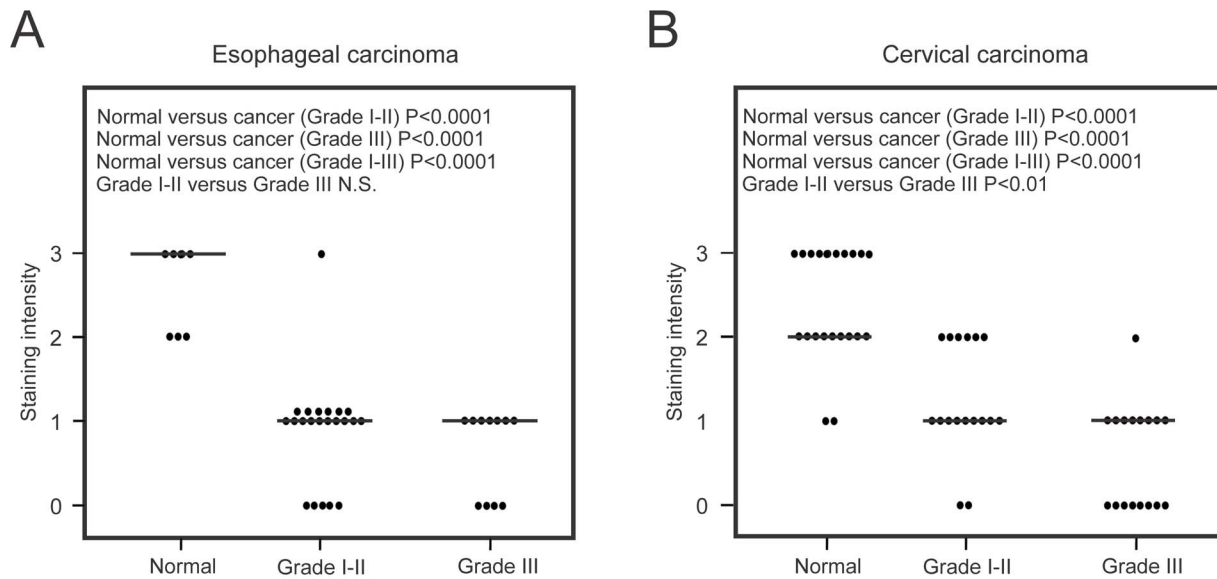 A
Esophageal carcinoma
Normal versus cancer (Grade I-II) P<0.0001
Normal versus cancer (Grade III) P<0.0001
Normal versus cancer (Grade I-III) P<0.0001
Grade I-II versus Grade III N.S.
Staining intensity
3
2
1
0
Normal
Grade I-II
Grade III
B
Cervical carcinoma
Normal versus cancer (Grade I-II) P<0.0001
Normal versus cancer (Grade III) P<0.0001
Normal versus cancer (Grade I-III) P<0.0001
Grade I-II versus Grade III P<0.01
Staining intensity
3
2
1
0
Normal
Grade I-II
Grade III